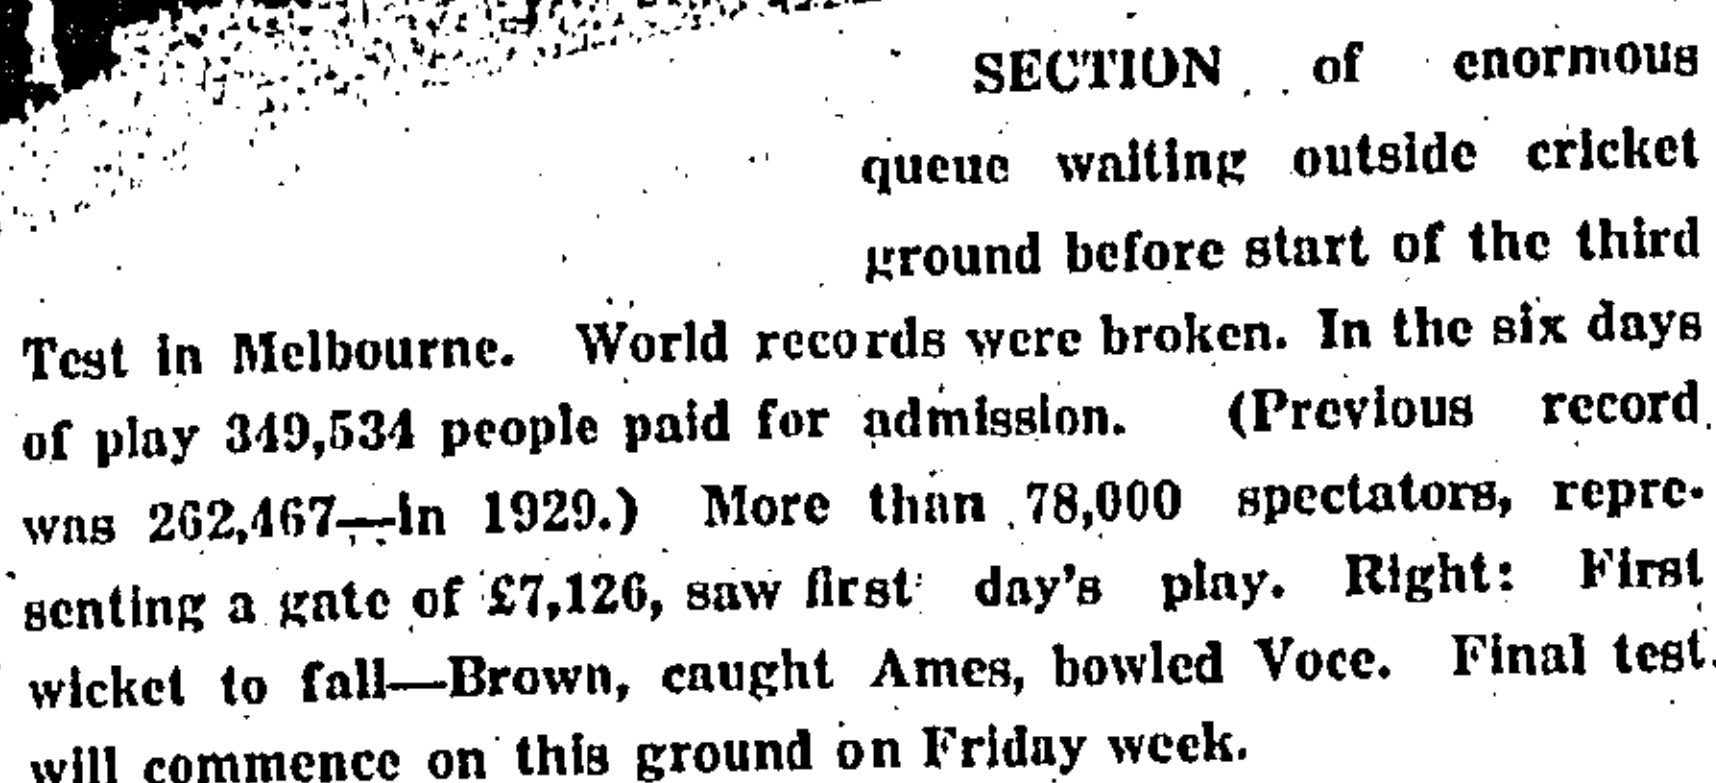 SECTION of enormous
queue waiting outside cricket
ground before start of the third
Test in Melbourne. World records were broken. In the six days
of play 349,534 people paid for admission. (Previous record
was 262,467—in 1929.) More than 78,000 spectators, repre-
senting a gate of £7,126, saw first day's play. Right: First
wicket to fall—Brown, caught Ames, bowled Voce. Final test
will commence on this ground on Friday week.